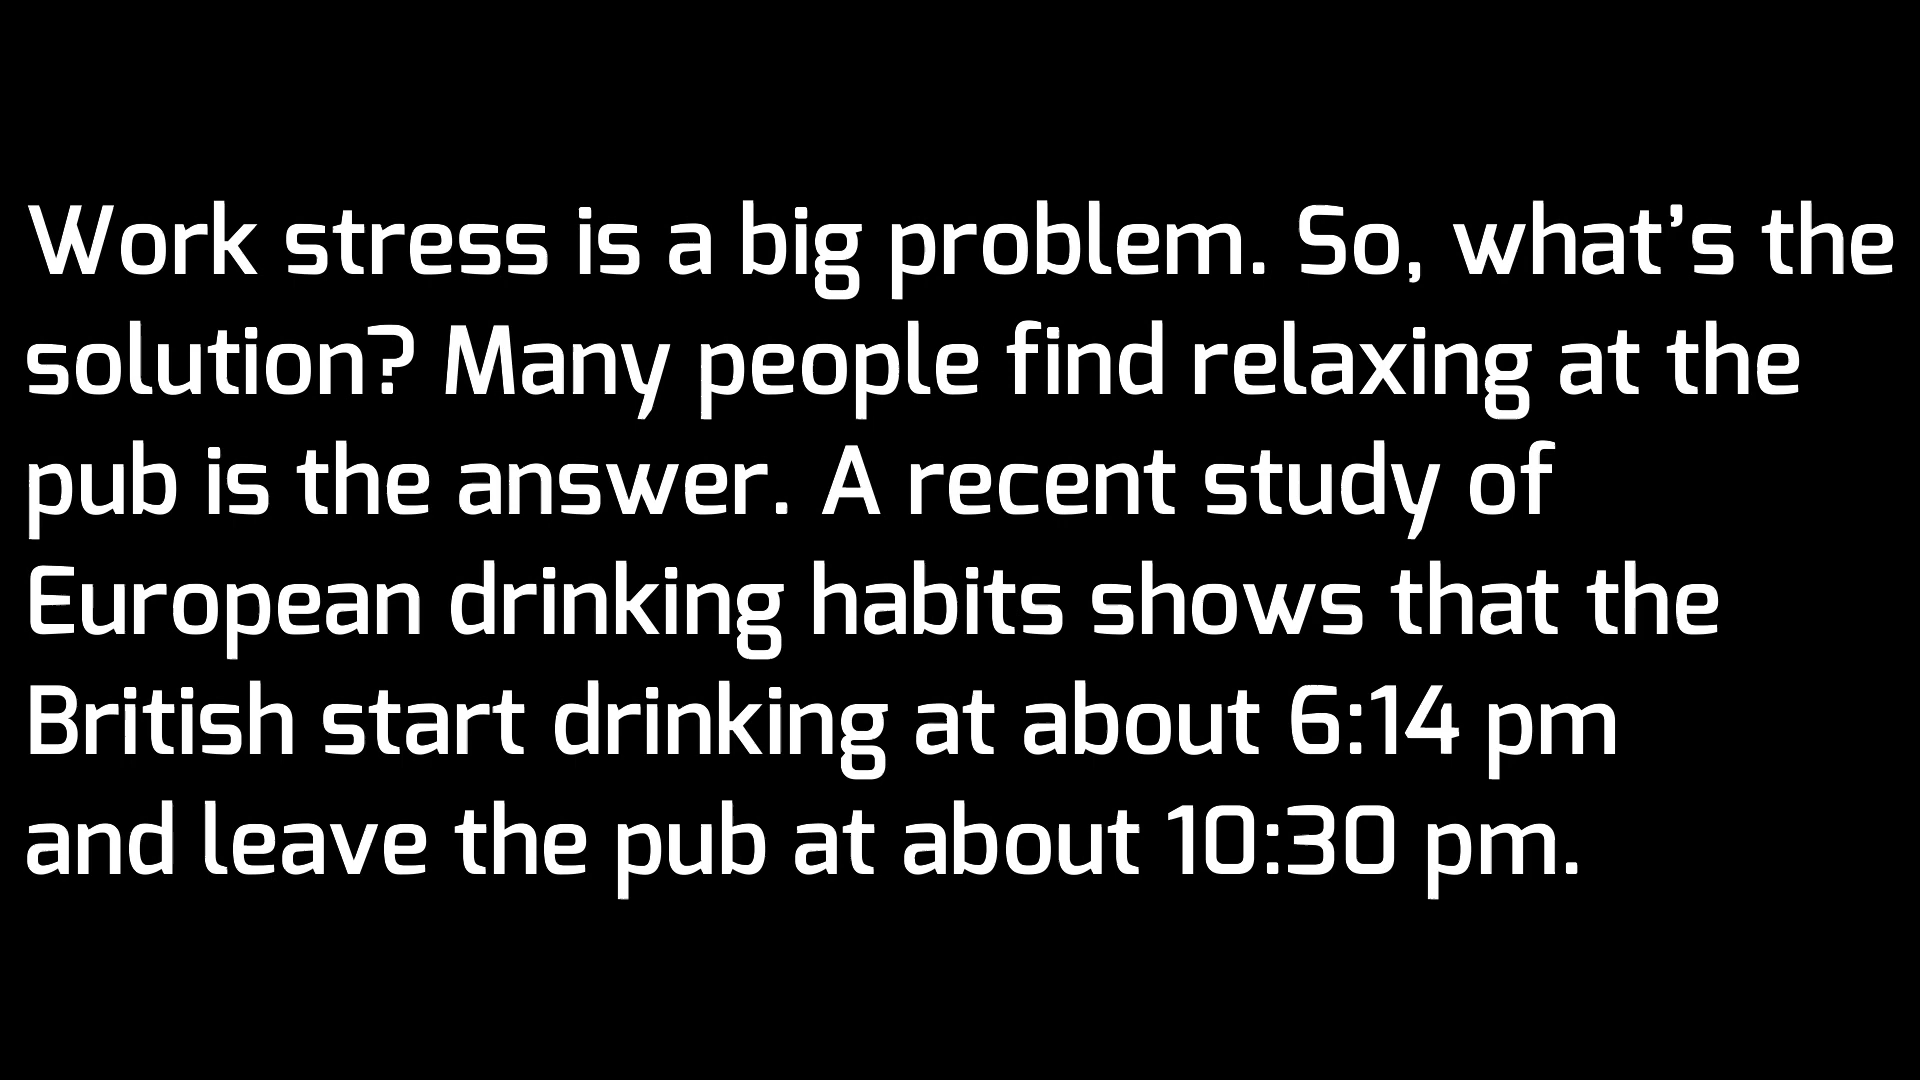 Work stress is a big problem. So, what’s the
solution? Many people find relaxing at the
pub is the answer. A recent study of
European drinking habits shows that the
British start drinking at about 6:14 pm
and leave the pub at about 10:30 pm.